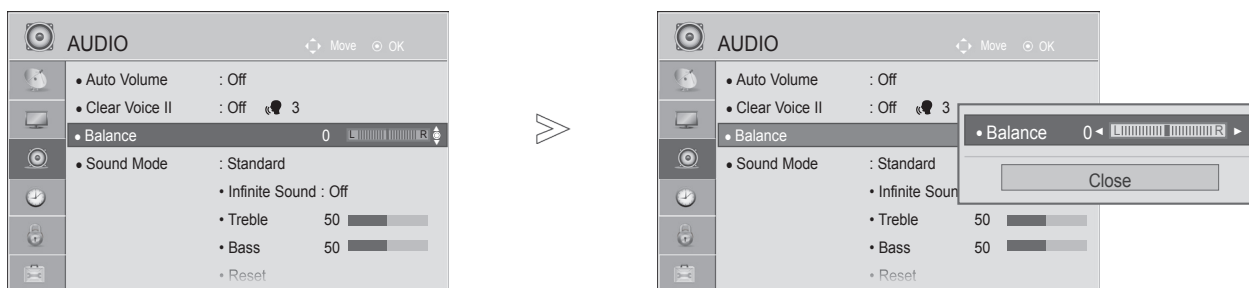 AUDIO
Move OK
• Auto Volume : Off
• Clear Voice II : Off 3
• Balance 0 L R
• Sound Mode : Standard
• Infinite Sound : Off
• Treble 50
• Bass 50
• Reset
>
AUDIO
Move OK
• Auto Volume : Off
• Clear Voice II : Off 3
• Balance
• Sound Mode : Standard
• Infinite Soun
• Treble 50
• Bass 50
• Reset
• Balance 0 ◄ L R ►
Close